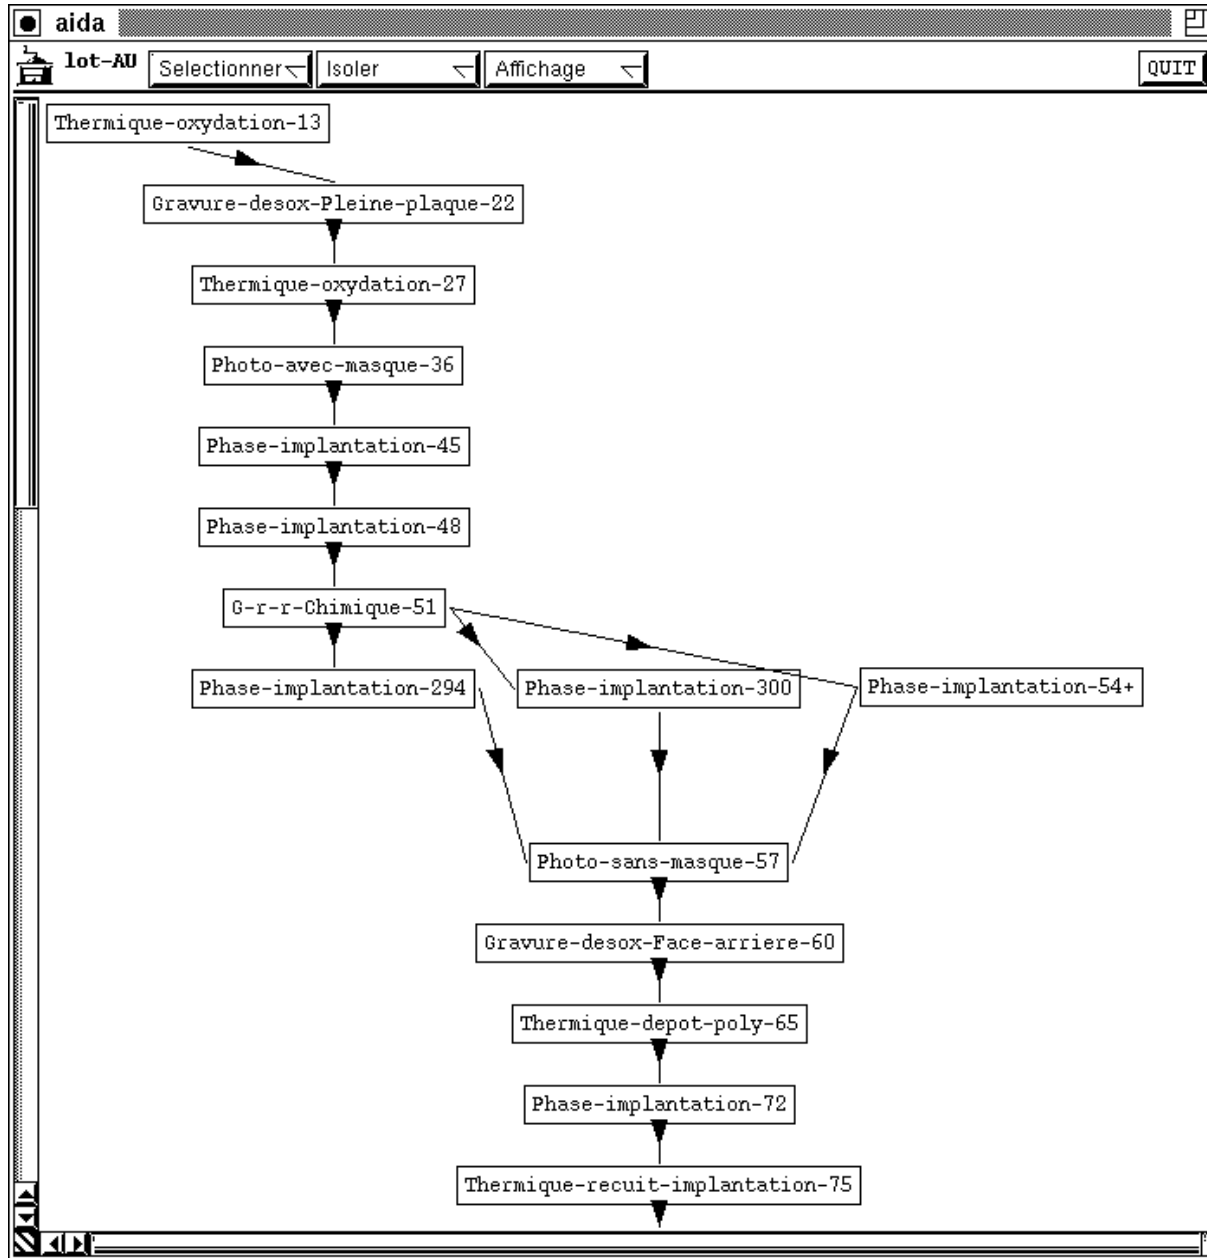 aida
lot-AU Selectionner Isoler Affichage QUIT
Thermique-oxydation-13
Gravure-desox-Pleine-plaque-22
Thermique-oxydation-27
Photo-avec-masque-36
Phase-implantation-45
Phase-implantation-48
G-r-r-Chimique-51
Phase-implantation-294 Phase-implantation-300 Phase-implantation-54+
Photo-sans-masque-57
Gravure-desox-Face-arriere-60
Thermique-depot-poly-65
Phase-implantation-72
Thermique-recuit-implantation-75